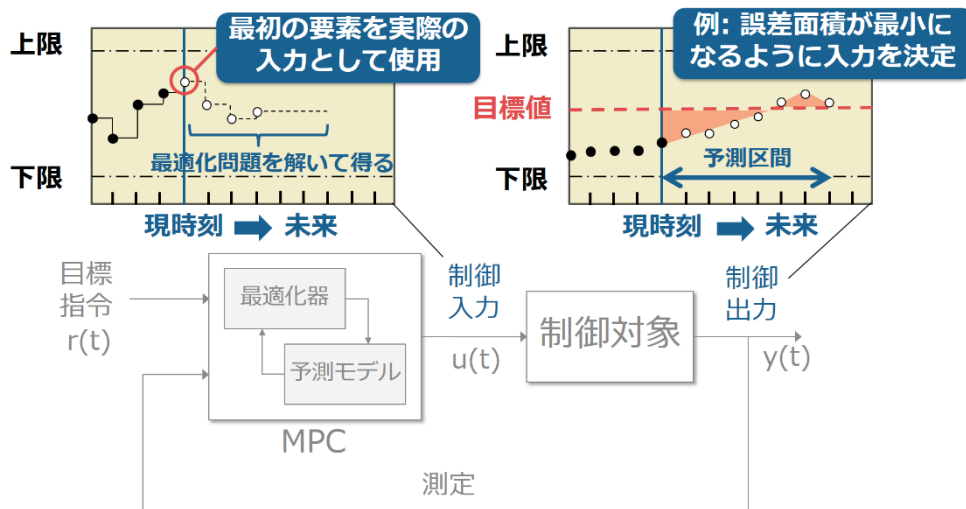 上限
最初の要素を実際の
入力として使用
最適化問題を解いて得る
下限
現時刻
未来
上限
例: 誤差面積が最小に
なるように入力を決定
目標値
予測区間
下限
現時刻
未来
目標
指令
r(t)
最適化器
予測モデル
MPC
制御
入力
u(t)
制御対象
制御
出力
y(t)
測定